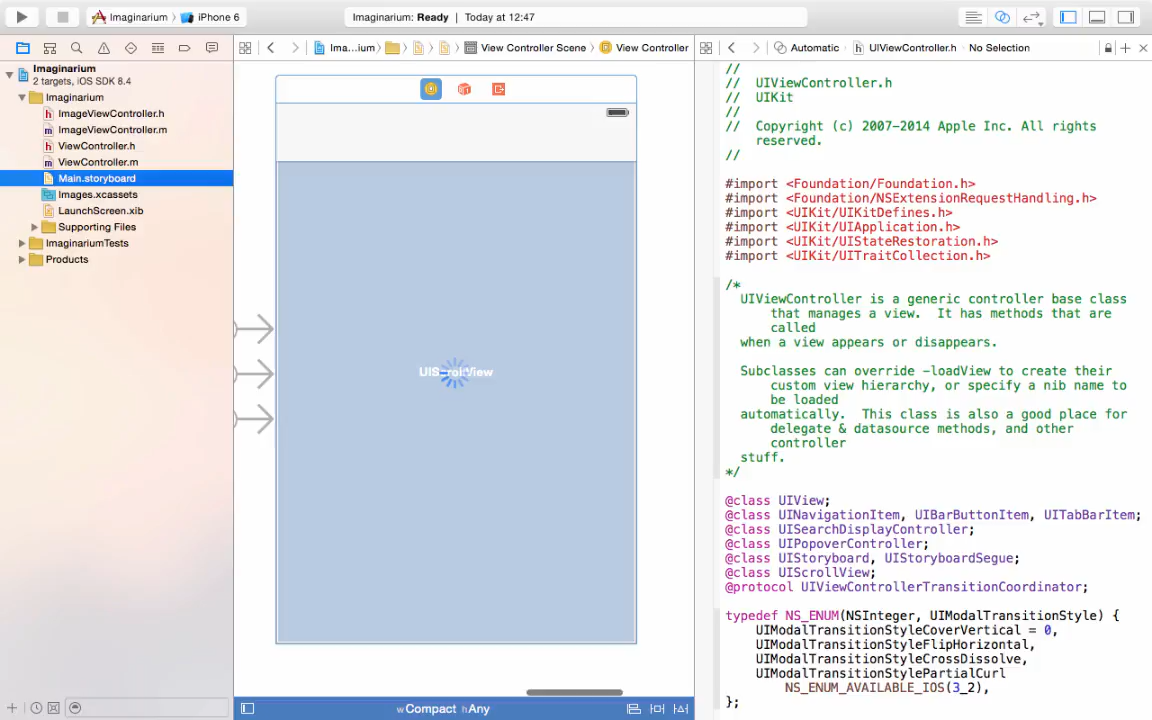 Imaginarium
iPhone 6
Imaginarium: Ready | Today at 12:47
Ima...ium
View Controller Scene
View Controller
Automatic
UIViewController.h
No Selection
Imaginarium
2 targets, iOS SDK 8.4
Imaginarium
h ImageViewController.h
m ImageViewController.m
h ViewController.h
m ViewController.m
Main.storyboard
Images.xcassets
LaunchScreen.xib
Supporting Files
ImaginariumTests
Products
UIScrollView
wCompact hAny
//
//  UIViewController.h
//  UIKit
//
//  Copyright (c) 2007-2014 Apple Inc. All rights
reserved.
//
#import <Foundation/Foundation.h>
#import <Foundation/NSExtensionRequestHandling.h>
#import <UIKit/UIKitDefines.h>
#import <UIKit/UIApplication.h>
#import <UIKit/UIStateRestoration.h>
#import <UIKit/UITraitCollection.h>
/*
UIViewController is a generic controller base class
that manages a view.  It has methods that are
called
when a view appears or disappears.
Subclasses can override -loadView to create their
custom view hierarchy, or specify a nib name to
be loaded
automatically.  This class is also a good place for
delegate & datasource methods, and other
controller
stuff.
*/
@class UIView;
@class UINavigationItem, UIBarButtonItem, UITabBarItem;
@class UISearchDisplayController;
@class UIPopoverController;
@class UIStoryboard, UIStoryboardSegue;
@class UIScrollView;
@protocol UIViewControllerTransitionCoordinator;
typedef NS_ENUM(NSInteger, UIModalTransitionStyle) {
UIModalTransitionStyleCoverVertical = 0,
UIModalTransitionStyleFlipHorizontal,
UIModalTransitionStyleCrossDissolve,
UIModalTransitionStylePartialCurl
NS_ENUM_AVAILABLE_IOS(3_2),
};